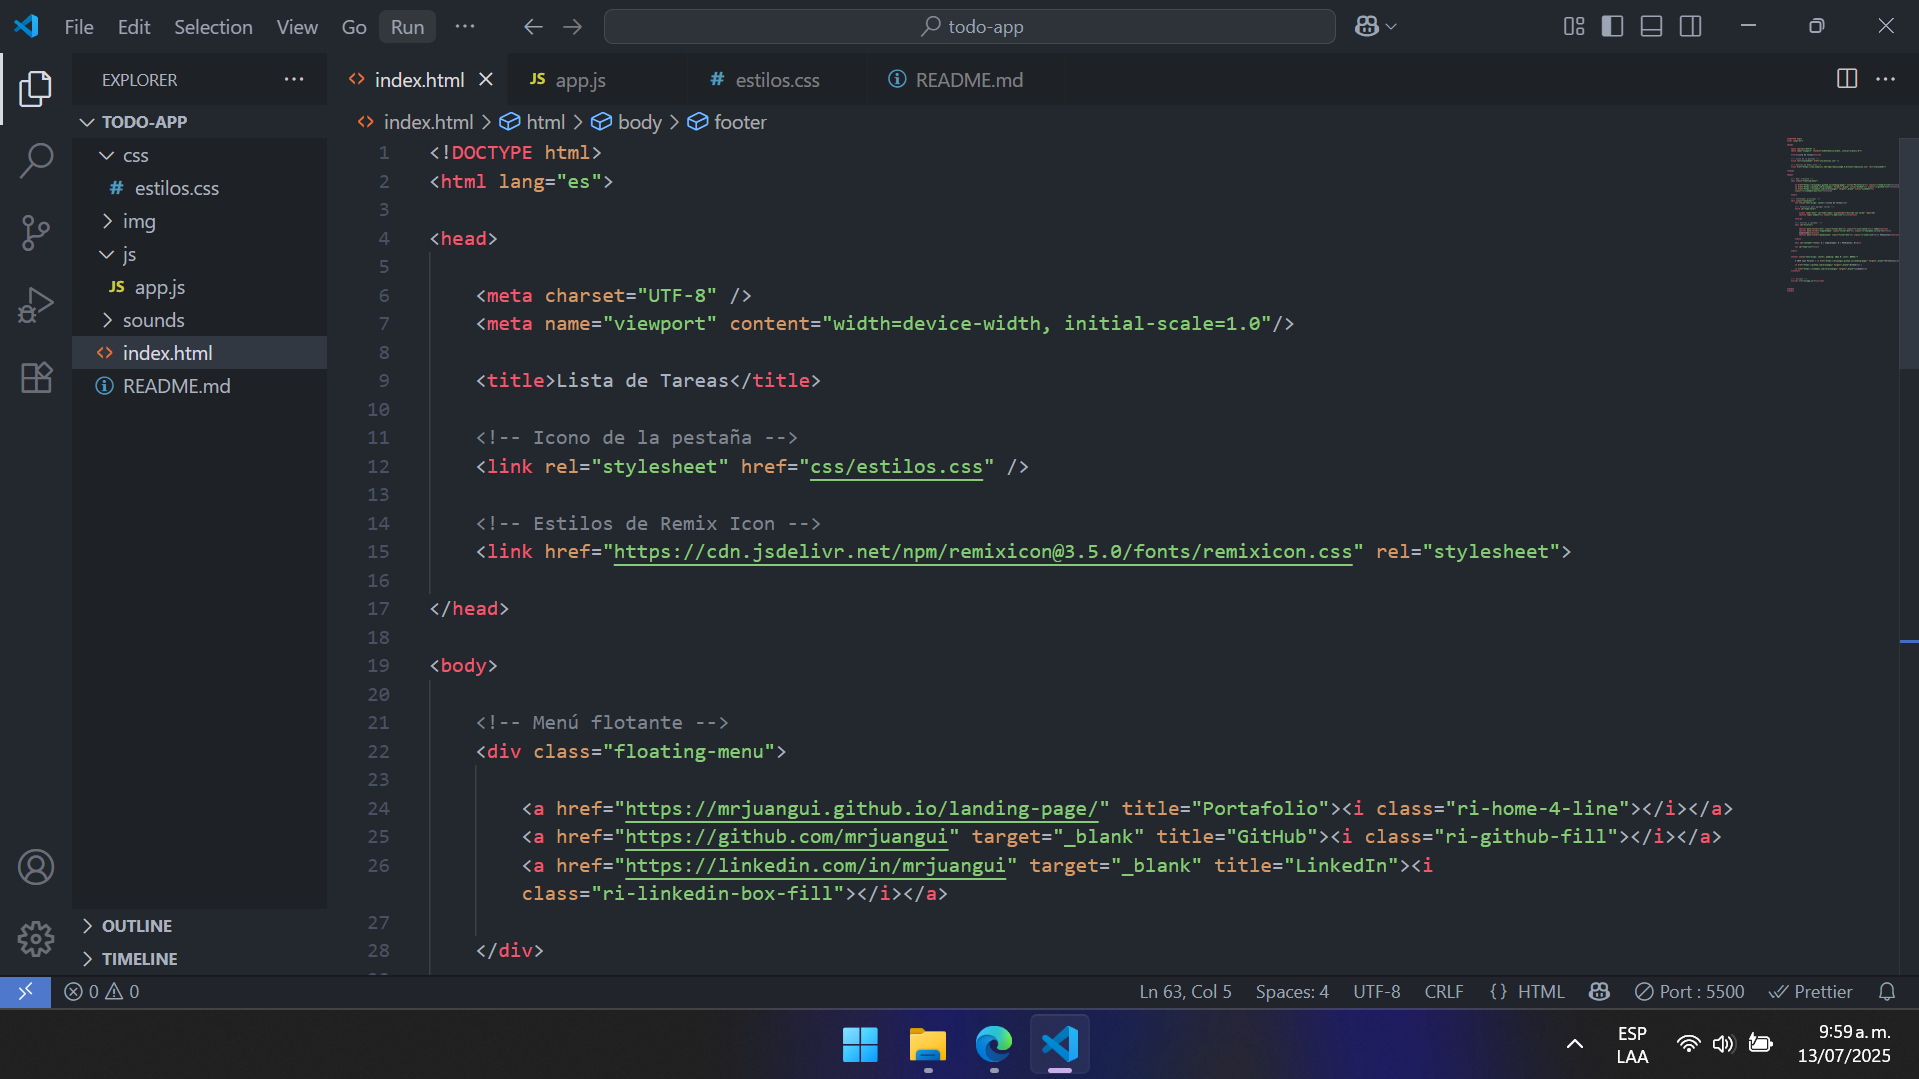 File Edit Selection View Go Run ··· todo-app
EXPLORER ···
TODO-APP
css
# estilos.css
img
js
JS app.js
sounds
<> index.html
README.md
OUTLINE
TIMELINE
<> index.html JS app.js # estilos.css README.md
<> index.html > html > body > footer
1 <!DOCTYPE html>
2 <html lang="es">
3
4 <head>
5
6 <meta charset="UTF-8" />
7 <meta name="viewport" content="width=device-width, initial-scale=1.0"/>
8
9 <title>Lista de Tareas</title>
10
11 <!-- Icono de la pestaña -->
12 <link rel="stylesheet" href="css/estilos.css" />
13
14 <!-- Estilos de Remix Icon -->
15 <link href="https://cdn.jsdelivr.net/npm/remixicon@3.5.0/fonts/remixicon.css" rel="stylesheet">
16
17 </head>
18
19 <body>
20
21 <!-- Menú flotante -->
22 <div class="floating-menu">
23
24 <a href="https://mrjuangui.github.io/landing-page/" title="Portafolio"><i class="ri-home-4-line"></i></a>
25 <a href="https://github.com/mrjuangui" target="_blank" title="GitHub"><i class="ri-github-fill"></i></a>
26 <a href="https://linkedin.com/in/mrjuangui" target="_blank" title="LinkedIn"><i
class="ri-linkedin-box-fill"></i></a>
27
28 </div>
0 0 Ln 63, Col 5 Spaces: 4 UTF-8 CRLF {} HTML Port : 5500 Prettier
ESP
LAA
9:59 a. m.
13/07/2025